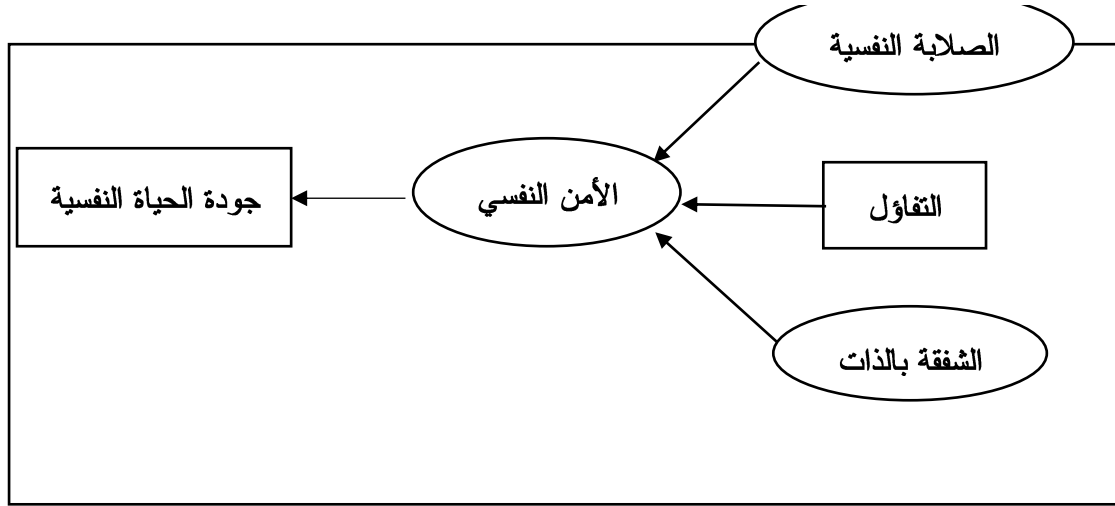 الصلابة النفسية
التفاؤل
الأمن النفسي
جودة الحياة النفسية
الشفقة بالذات